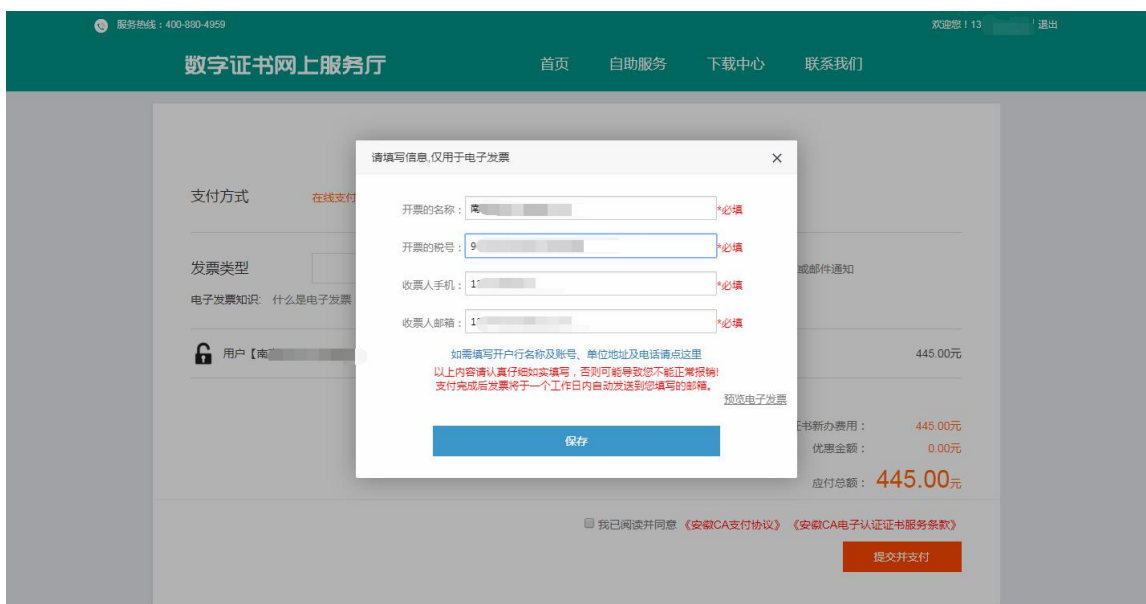 服务热线：400-880-4959 欢迎您！13 退出
数字证书网上服务厅 首页 自助服务 下载中心 联系我们
请填写信息,仅用于电子发票 ×
支付方式 在线支付
开票的名称： 南 *必填
开票的税号： 9 *必填
发票类型 或邮件通知
收票人手机： 1 *必填
电子发票知识: 什么是电子发票
收票人邮箱： 1 *必填
用户【南 445.00元
如需填写开户行名称及账号、单位地址及电话请点这里
以上内容请认真仔细如实填写，否则可能导致您不能正常报销!
支付完成后发票将于一个工作日内自动发送到您填写的邮箱。
预览电子发票
保存
证书新办费用： 445.00元
优惠金额： 0.00元
应付总额： 445.00元
我已阅读并同意 《安徽CA支付协议》 《安徽CA电子认证证书服务条款》
提交并支付